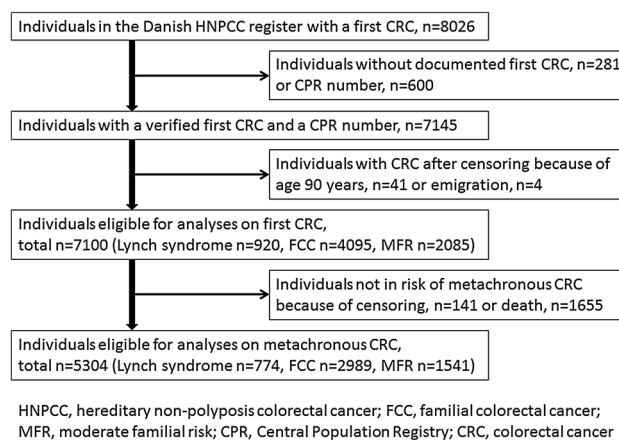 Individuals in the Danish HNPCC register with a first CRC, n=8026
Individuals without documented first CRC, n=281
or CPR number, n=600
Individuals with a verified first CRC and a CPR number, n=7145
Individuals with CRC after censoring because of
age 90 years, n=41 or emigration, n=4
Individuals eligible for analyses on first CRC,
total n=7100 (Lynch syndrome n=920, FCC n=4095, MFR n=2085)
Individuals not in risk of metachronous CRC
because of censoring, n=141 or death, n=1655
Individuals eligible for analyses on metachronous CRC,
total n=5304 (Lynch syndrome n=774, FCC n=2989, MFR n=1541)
HNPCC, hereditary non-polyposis colorectal cancer; FCC, familial colorectal cancer;
MFR, moderate familial risk; CPR, Central Population Registry; CRC, colorectal cancer